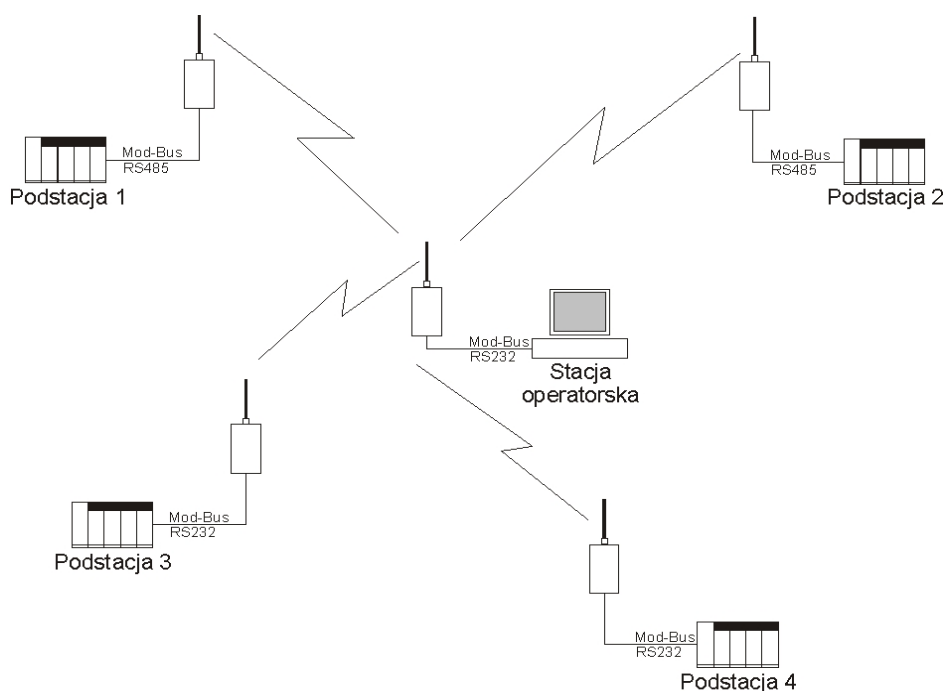 Mod-Bus
RS485
Podstacja 1
Mod-Bus
RS485
Podstacja 2
Mod-Bus
RS232
Stacja
operatorska
Mod-Bus
RS232
Podstacja 3
Mod-Bus
RS232
Podstacja 4